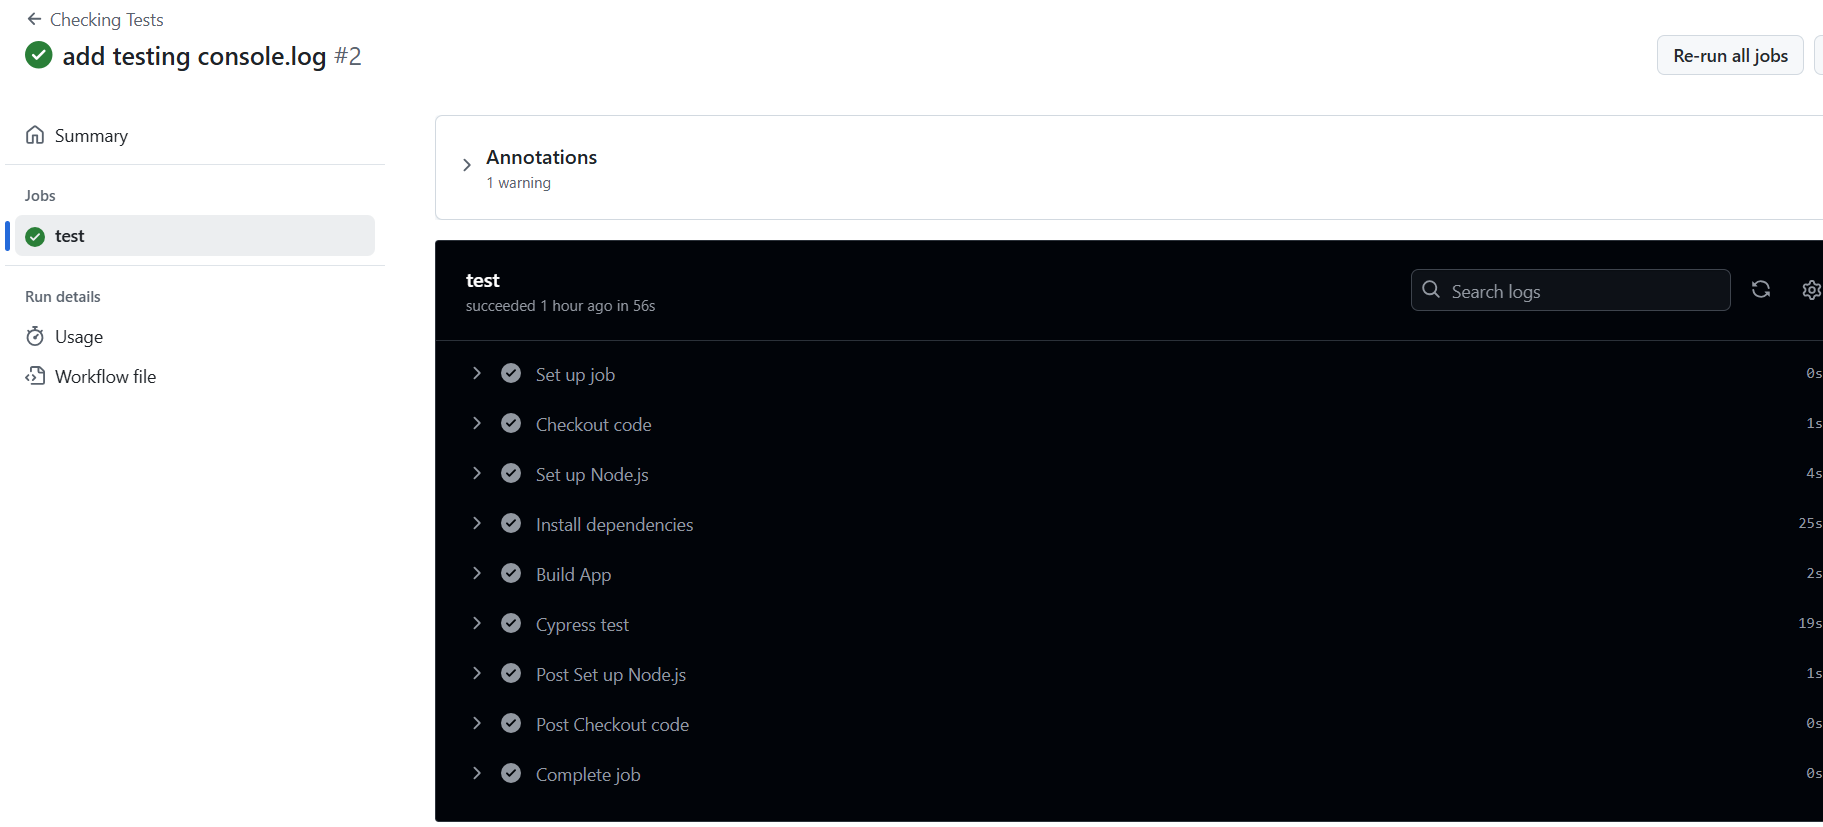 Checking Tests
add testing console.log #2
Re-run all jobs
Summary
Jobs
test
Run details
Usage
Workflow file
Annotations
1 warning
test
succeeded 1 hour ago in 56s
Search logs
Set up job 0s
Checkout code 1s
Set up Node.js 4s
Install dependencies 25s
Build App 2s
Cypress test 19s
Post Set up Node.js 1s
Post Checkout code 0s
Complete job 0s